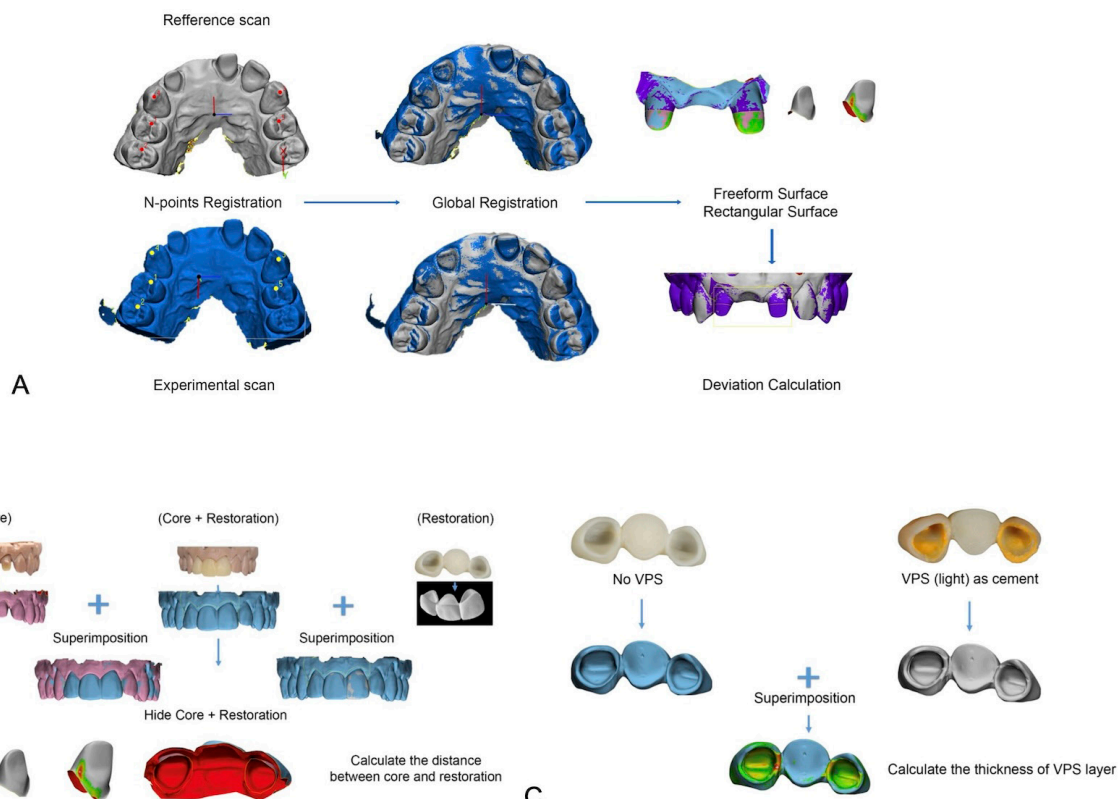 Refference scan
N-points Registration
Global Registration
Freeform Surface
Rectangular Surface
Experimental scan
Deviation Calculation
A
(Core + Restoration)
(Restoration)
No VPS
VPS (light) as cement
Superimposition
Superimposition
Superimposition
Hide Core + Restoration
Calculate the distance
between core and restoration
Calculate the thickness of VPS layer